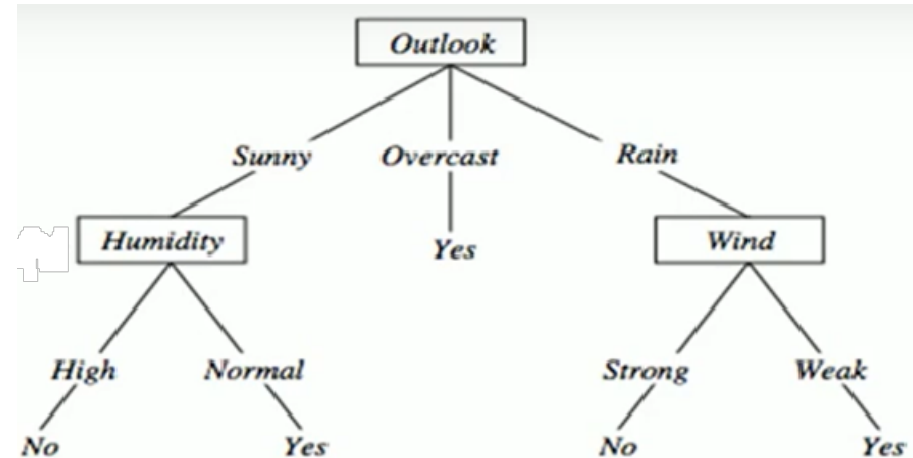 Outlook
Sunny Overcast Rain
Humidity Yes Wind
High Normal Strong Weak
No Yes No Yes